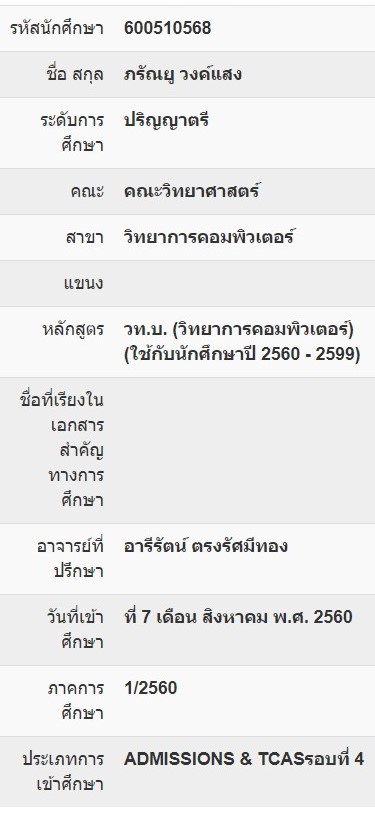 รหัสนักศึกษา 600510568
ชื่อ สกุล ภรัณยู วงค์แสง
ระดับการ ปริญญาตรี
ศึกษา
คณะ คณะวิทยาศาสตร์
สาขา วิทยาการคอมพิวเตอร์
แขนง
หลักสูตร วท.บ. (วิทยาการคอมพิวเตอร์)
(ใช้กับนักศึกษาปี 2560 - 2599)
ชื่อที่เรียงใน
เอกสาร
สำคัญ
ทางการ
ศึกษา
อาจารย์ที่ อารีรัตน์ ตรงรัศมีทอง
ปรึกษา
วันที่เข้า ที่ 7 เดือน สิงหาคม พ.ศ. 2560
ศึกษา
ภาคการ 1/2560
ศึกษา
ประเภทการ ADMISSIONS & TCASรอบที่ 4
เข้าศึกษา